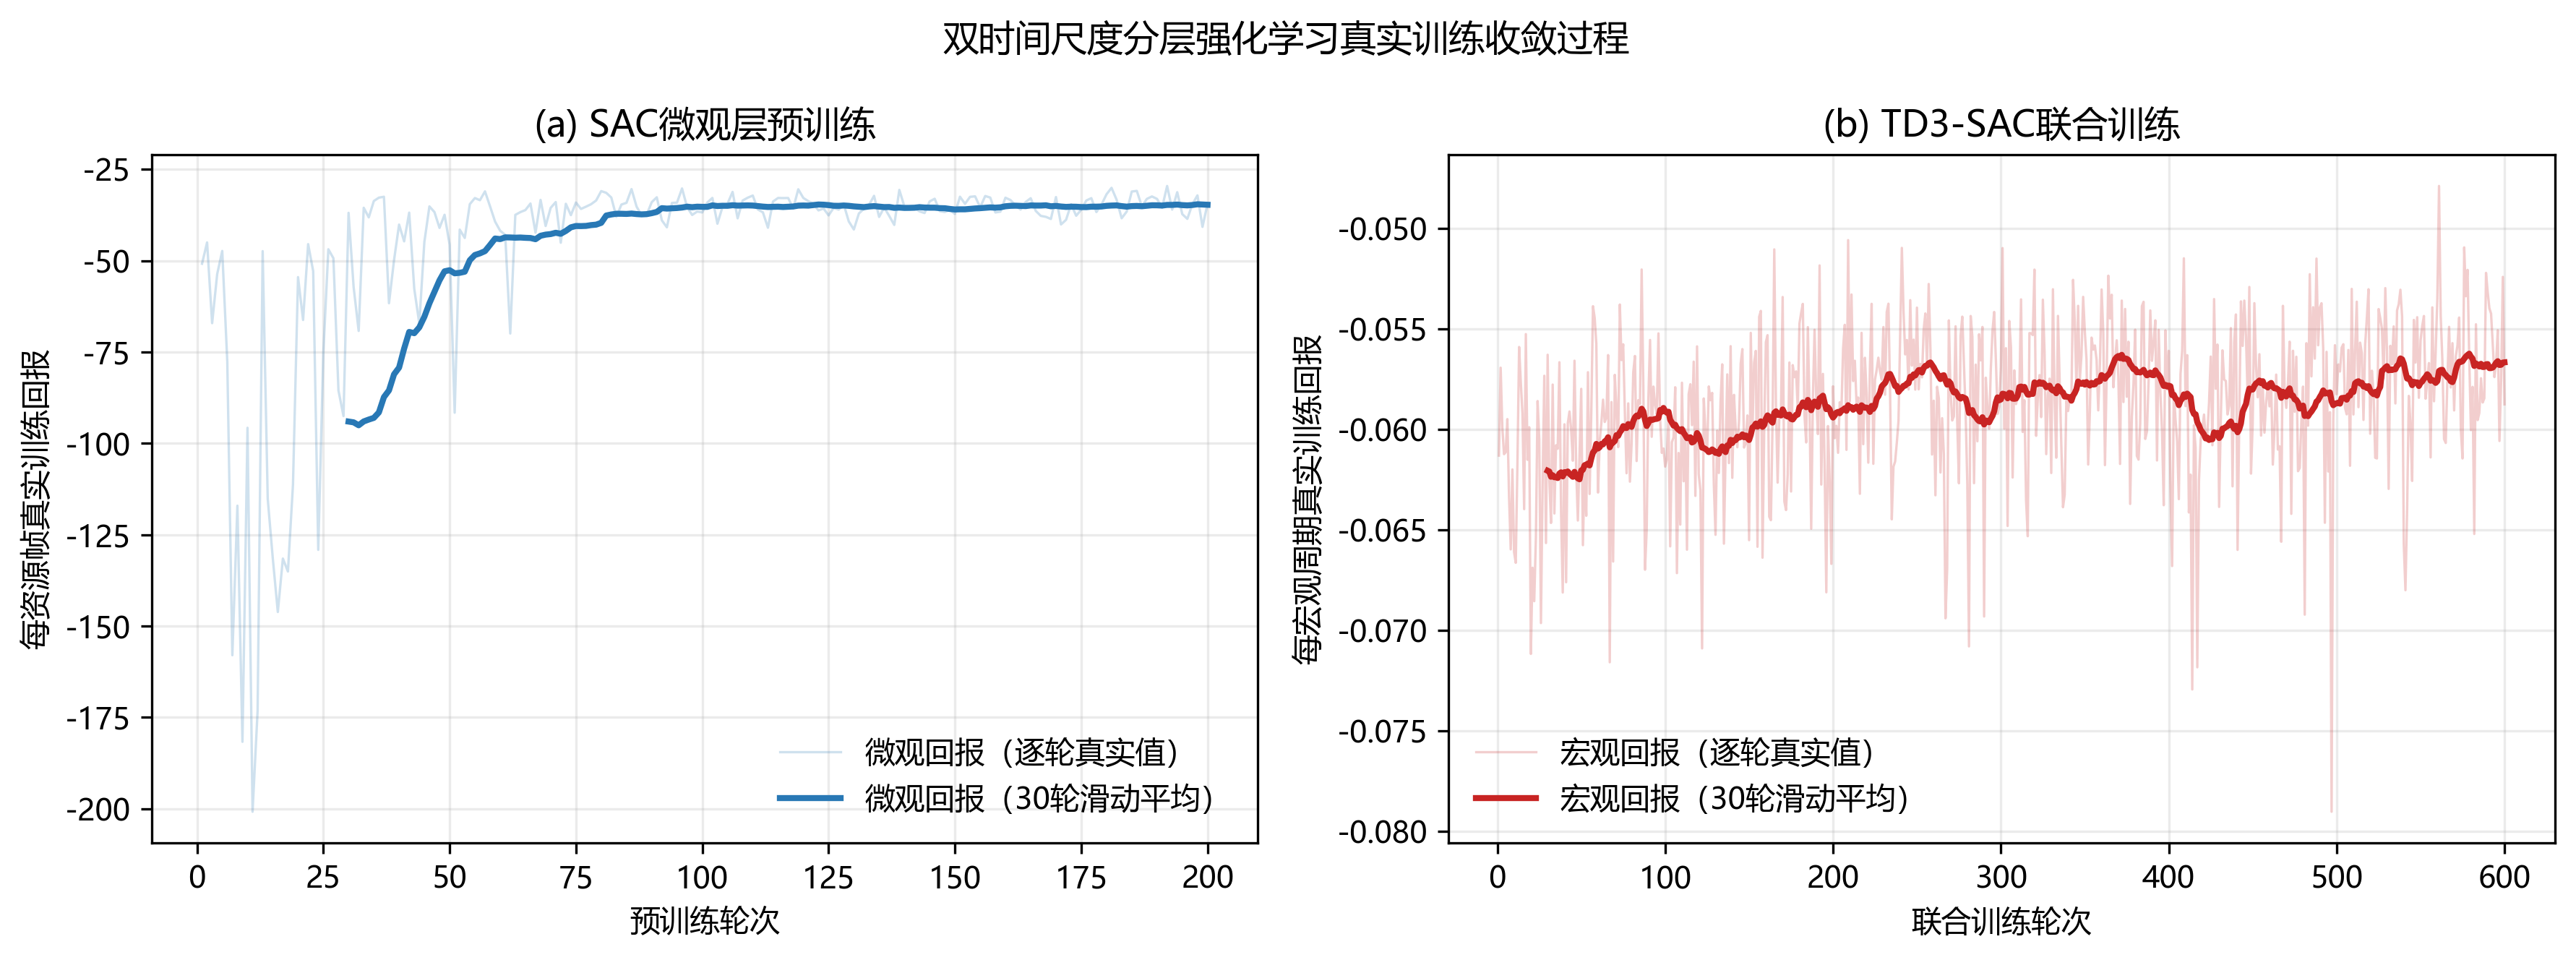 双时间尺度分层强化学习真实训练收敛过程
(a) SAC微观层预训练
每资源帧真实训练回报
-25
-50
-75
-100
-125
-150
-175
-200
微观回报（逐轮真实值）
微观回报（30轮滑动平均）
0 25 50 75 100 125 150 175 200
预训练轮次
(b) TD3-SAC联合训练
每宏观周期真实训练回报
-0.050
-0.055
-0.060
-0.065
-0.070
-0.075
-0.080
宏观回报（逐轮真实值）
宏观回报（30轮滑动平均）
0 100 200 300 400 500 600
联合训练轮次